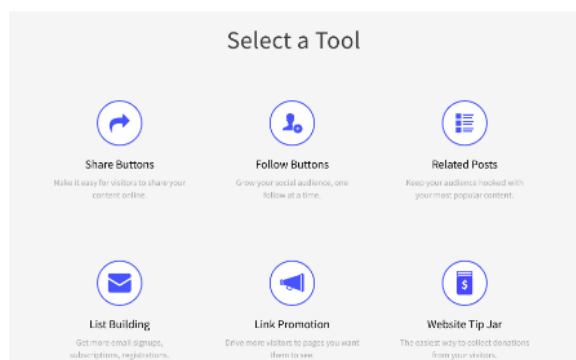 Select a Tool
Share Buttons
Make it easy for visitors to share your
content online.
Follow Buttons
Grow your social audience, one
follow at a time.
Related Posts
Keep your audience hooked with
your most popular content.
List Building
Get more email signups,
subscriptions, registrations.
Link Promotion
Drive more visitors to pages you want
them to see
Website Tip Jar
The easiest way to collect donations
from your visitors.
$